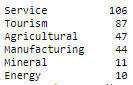 Service 106
Tourism 87
Agricultural 47
Manufacturing 44
Mineral 11
Energy 10